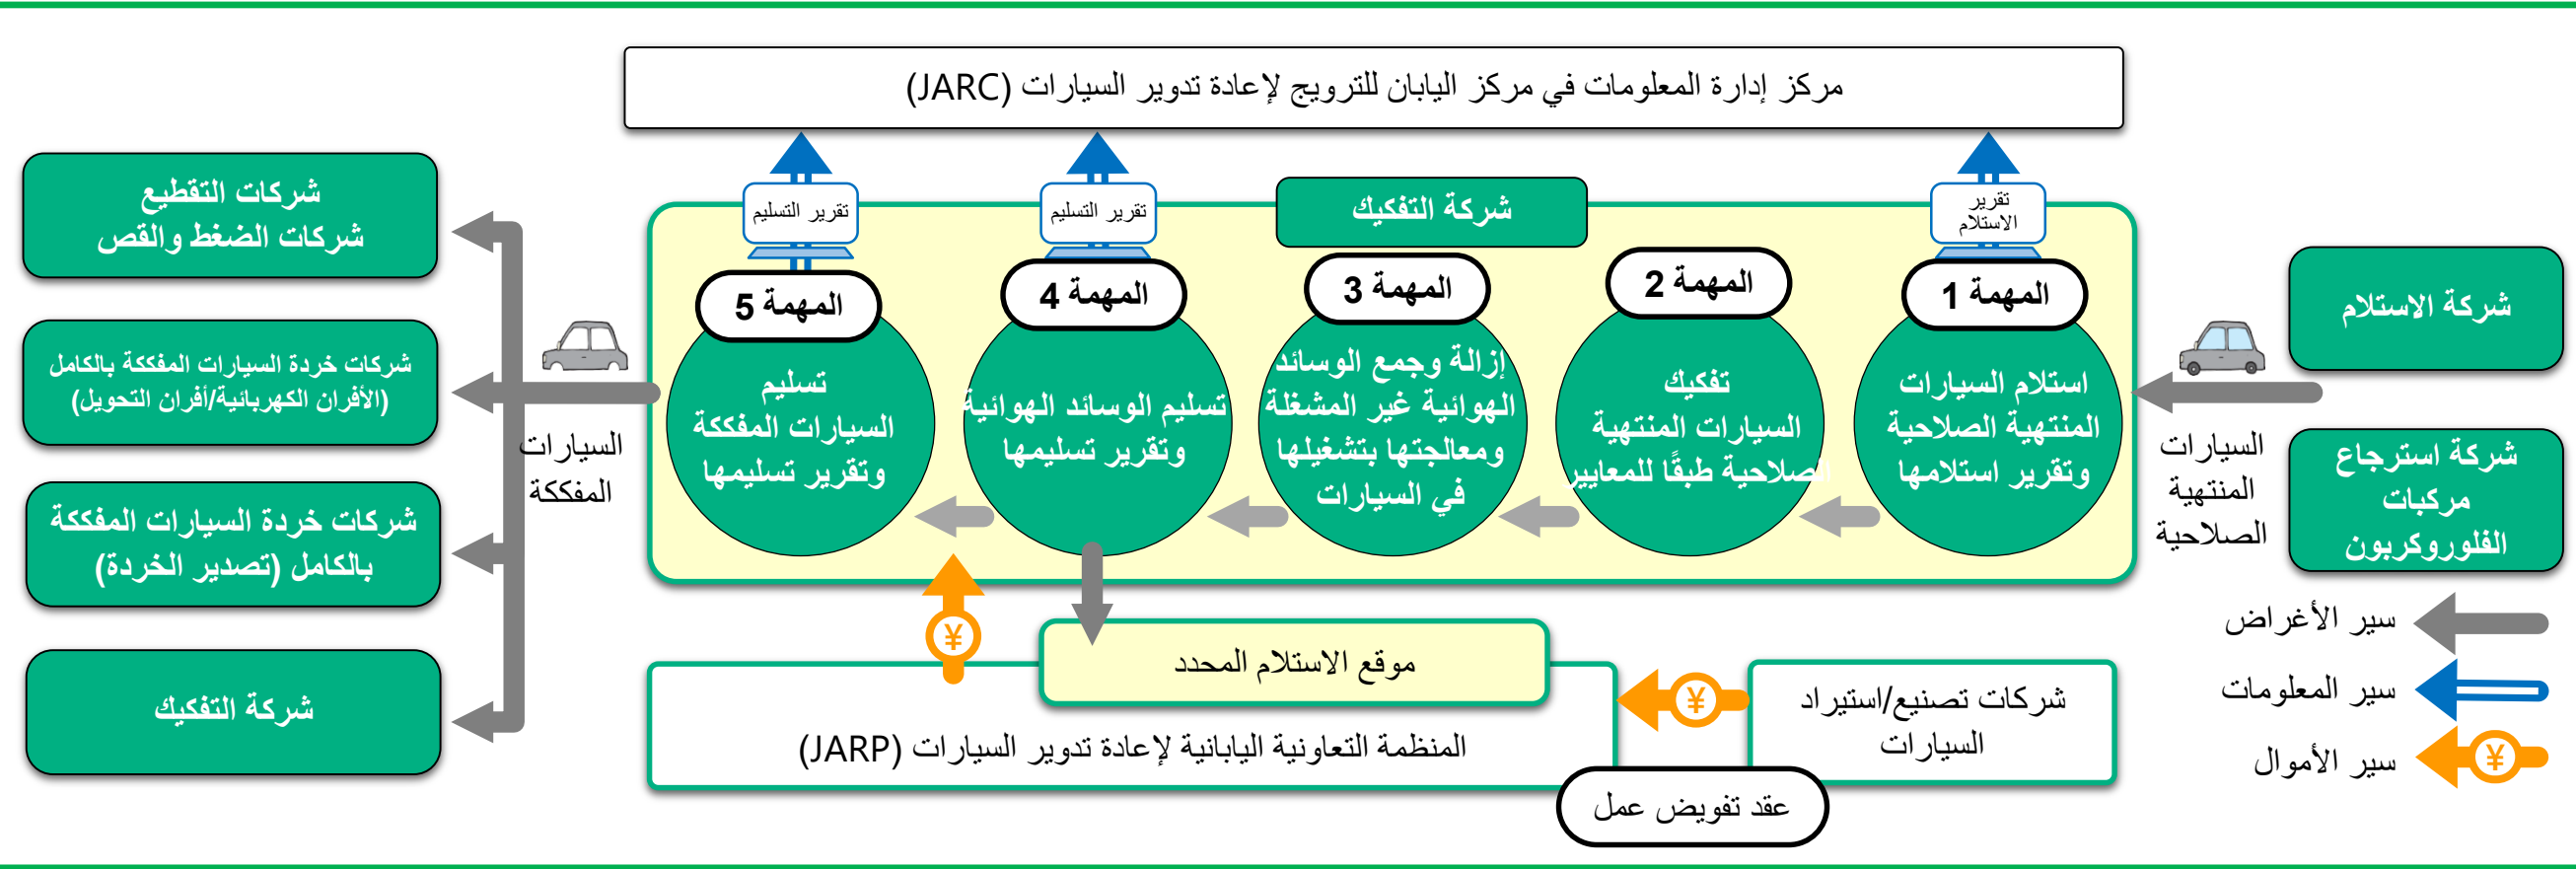 مركز إدارة المعلومات في مركز اليابان للترويج لإعادة تدوير السيارات (JARC)
شركة الاستلام
شركة استرجاع
مركبات
الفلوروكربون
السيارات
المنتهية
الصلاحية
شركة التفكيك
تقرير
الاستلام
المهمة 1
استلام السيارات
المنتهية الصلاحية
وتقرير استلامها
المهمة 2
تفكيك
السيارات المنتهية
الصلاحية طبقًا للمعايير
المهمة 3
إزالة وجمع الوسائد
الهوائية غير المشغلة
ومعالجتها بتشغيلها
في السيارات
تقرير التسليم
المهمة 4
تسليم الوسائد الهوائية
وتقرير تسليمها
تقرير التسليم
المهمة 5
تسليم
السيارات المفككة
وتقرير تسليمها
السيارات
المفككة
شركات التقطيع
شركات الضغط والقص
شركات خردة السيارات المفككة بالكامل
(الأفران الكهربائية/أفران التحويل)
شركات خردة السيارات المفككة
بالكامل (تصدير الخردة)
شركة التفكيك
موقع الاستلام المحدد
المنظمة التعاونية اليابانية لإعادة تدوير السيارات (JARP)
¥
¥
شركات تصنيع/استيراد
السيارات
عقد تفويض عمل
سير الأغراض
سير المعلومات
سير الأموال
¥